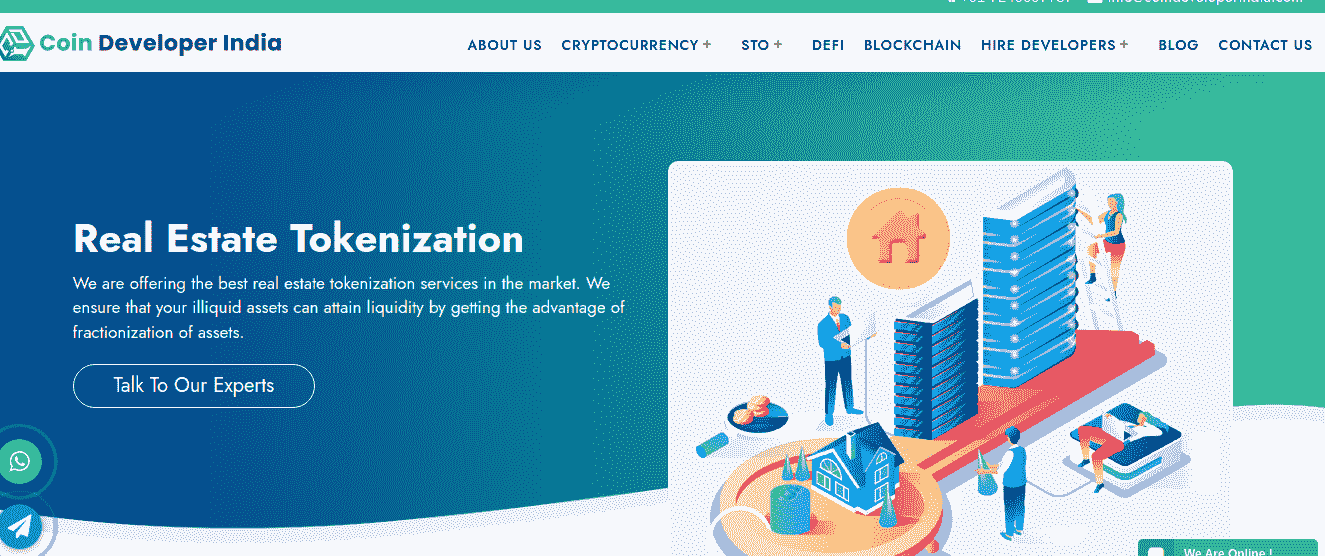 Coin Developer India
ABOUT US CRYPTOCURRENCY + STO + DEFI BLOCKCHAIN HIRE DEVELOPERS + BLOG CONTACT US
Real Estate Tokenization
We are offering the best real estate tokenization services in the market. We
ensure that your illiquid assets can attain liquidity by getting the advantage of
fractionization of assets.
Talk To Our Experts
We Are Online !